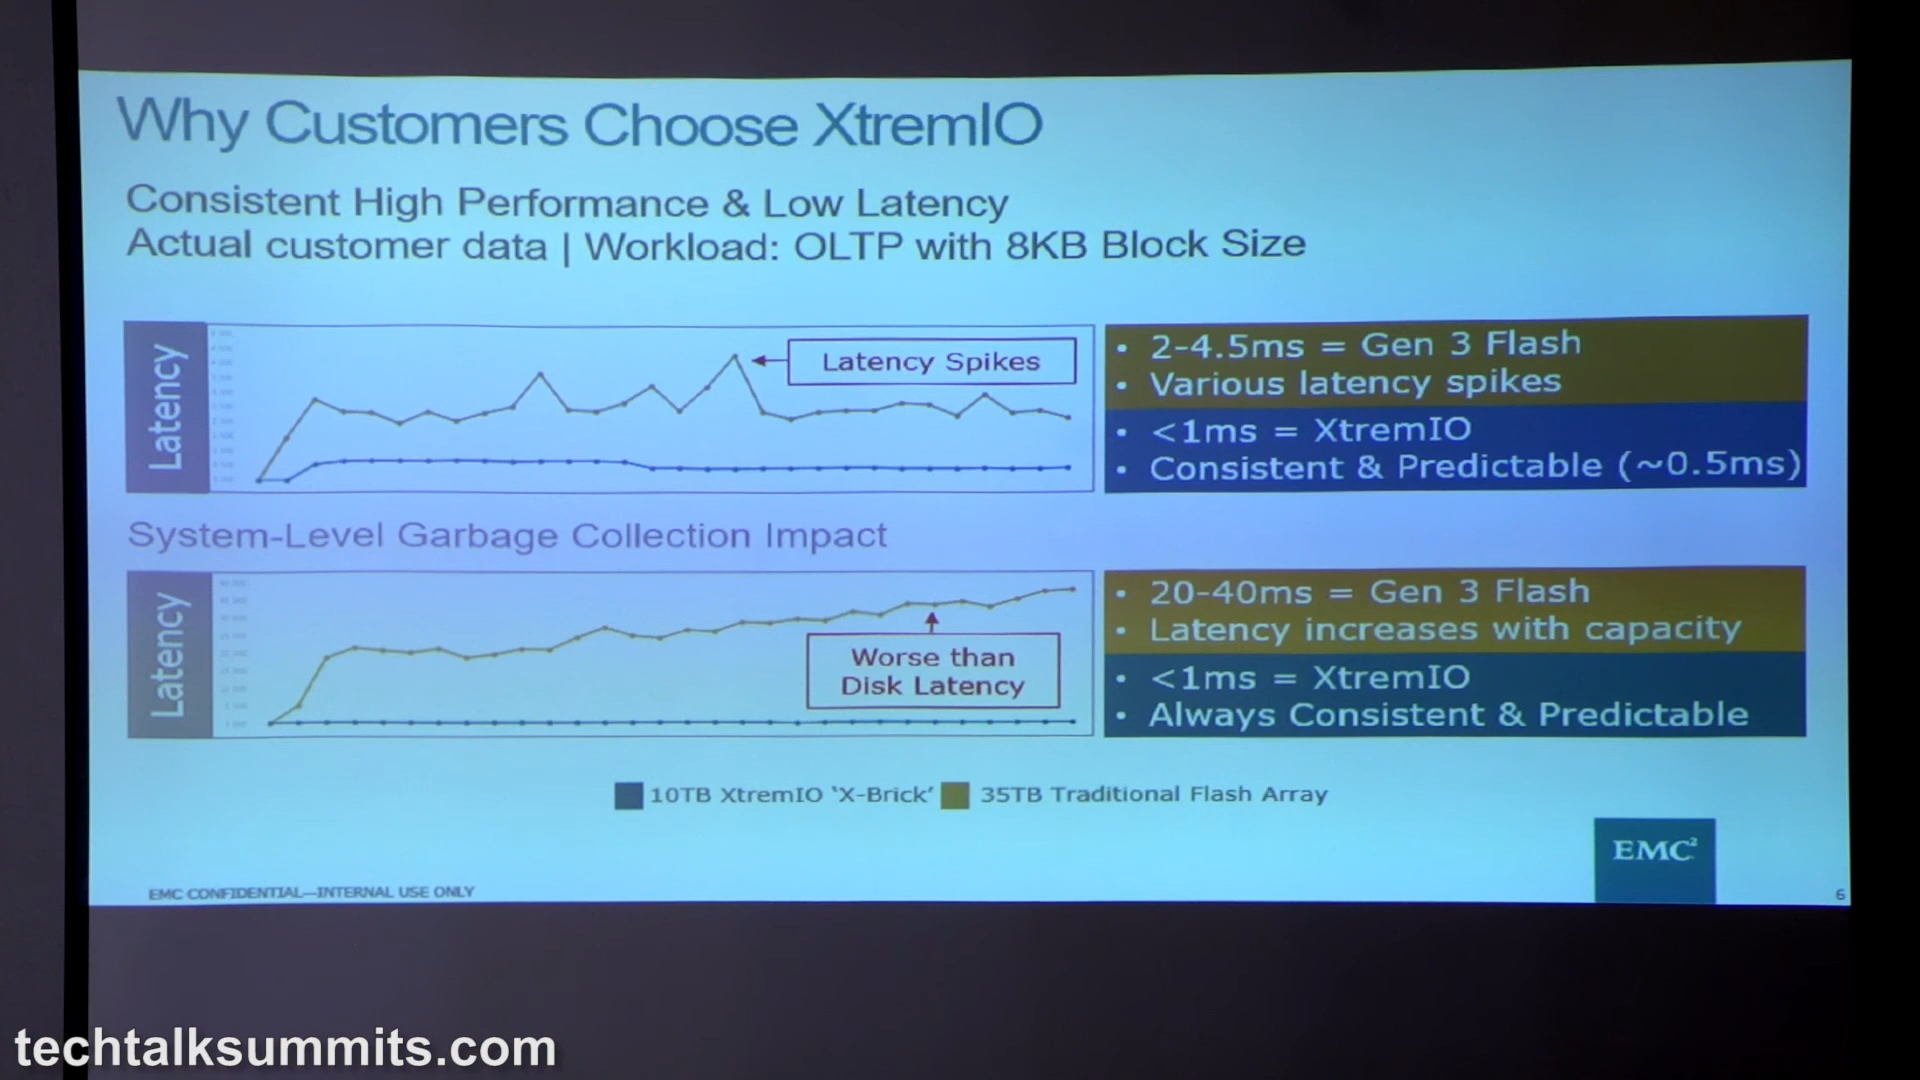 Why Customers Choose XtremIO
Consistent High Performance & Low Latency
Actual customer data | Workload: OLTP with 8KB Block Size
Latency
Latency Spikes
• 2-4.5ms = Gen 3 Flash
• Various latency spikes
• <1ms = XtremIO
• Consistent & Predictable (~0.5ms)
System-Level Garbage Collection Impact
Latency
Worse than
Disk Latency
• 20-40ms = Gen 3 Flash
• Latency increases with capacity
• <1ms = XtremIO
• Always Consistent & Predictable
10TB XtremIO 'X-Brick' 35TB Traditional Flash Array
EMC²
EMC CONFIDENTIAL—INTERNAL USE ONLY
6
techtalksummits.com